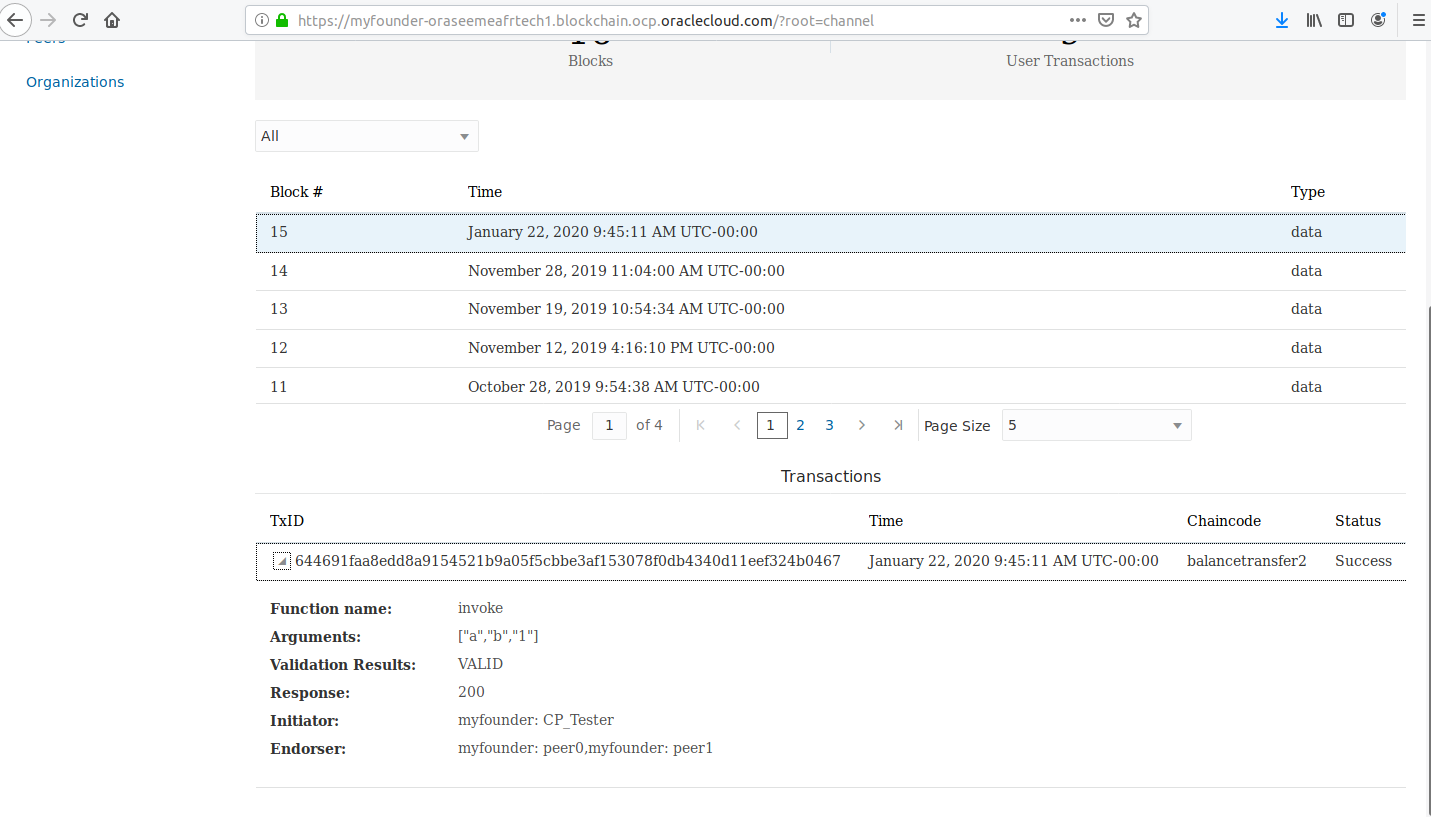 https://myfounder-oraseemeafrtech1.blockchain.ocp.oraclecloud.com/?root=channel
Organizations
Blocks
User Transactions
All
Block # Time Type
15 January 22, 2020 9:45:11 AM UTC-00:00 data
14 November 28, 2019 11:04:00 AM UTC-00:00 data
13 November 19, 2019 10:54:34 AM UTC-00:00 data
12 November 12, 2019 4:16:10 PM UTC-00:00 data
11 October 28, 2019 9:54:38 AM UTC-00:00 data
Page 1 of 4 1 2 3 Page Size 5
Transactions
TxID Time Chaincode Status
644691faa8edd8a9154521b9a05f5cbbe3af153078f0db4340d11eef324b0467 January 22, 2020 9:45:11 AM UTC-00:00 balancetransfer2 Success
Function name: invoke
Arguments: ["a","b","1"]
Validation Results: VALID
Response: 200
Initiator: myfounder: CP_Tester
Endorser: myfounder: peer0,myfounder: peer1